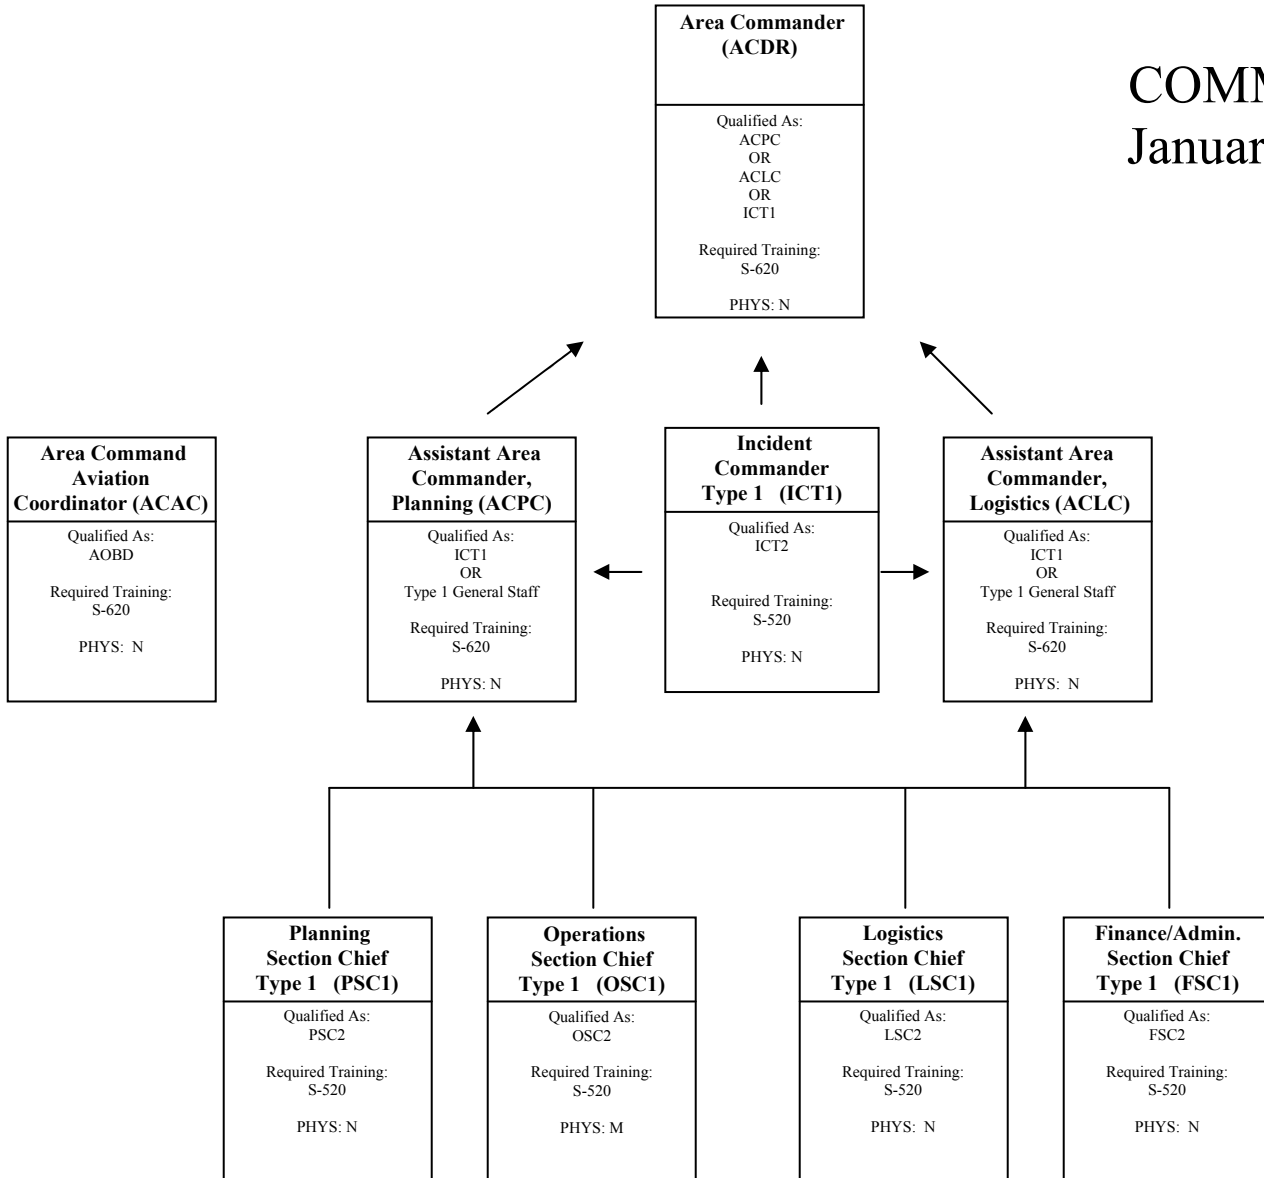 Area Commander
(ACDR)
Qualified As:
ACPC
OR
ACLC
OR
ICT1
Required Training:
S-620
PHYS: N
Januar
Area Command
Aviation
Coordinator (ACAC)
Qualified As:
AOBD
Required Training:
S-620
PHYS: N
Assistant Area
Commander,
Planning (ACPC)
Qualified As:
ICT1
OR
Type 1 General Staff
Required Training:
S-620
PHYS: N
Incident
Commander
Type 1 (ICT1)
Qualified As:
ICT2
Required Training:
S-520
PHYS: N
Assistant Area
Commander,
Logistics (ACLC)
Qualified As:
ICT1
OR
Type 1 General Staff
Required Training:
S-620
PHYS: N
Planning
Section Chief
Type 1 (PSC1)
Qualified As:
PSC2
Required Training:
S-520
PHYS: N
Operations
Section Chief
Type 1 (OSC1)
Qualified As:
OSC2
Required Training:
S-520
PHYS: M
Logistics
Section Chief
Type 1 (LSC1)
Qualified As:
LSC2
Required Training:
S-520
PHYS: N
Finance/Admin.
Section Chief
Type 1 (FSC1)
Qualified As:
FSC2
Required Training:
S-520
PHYS: N